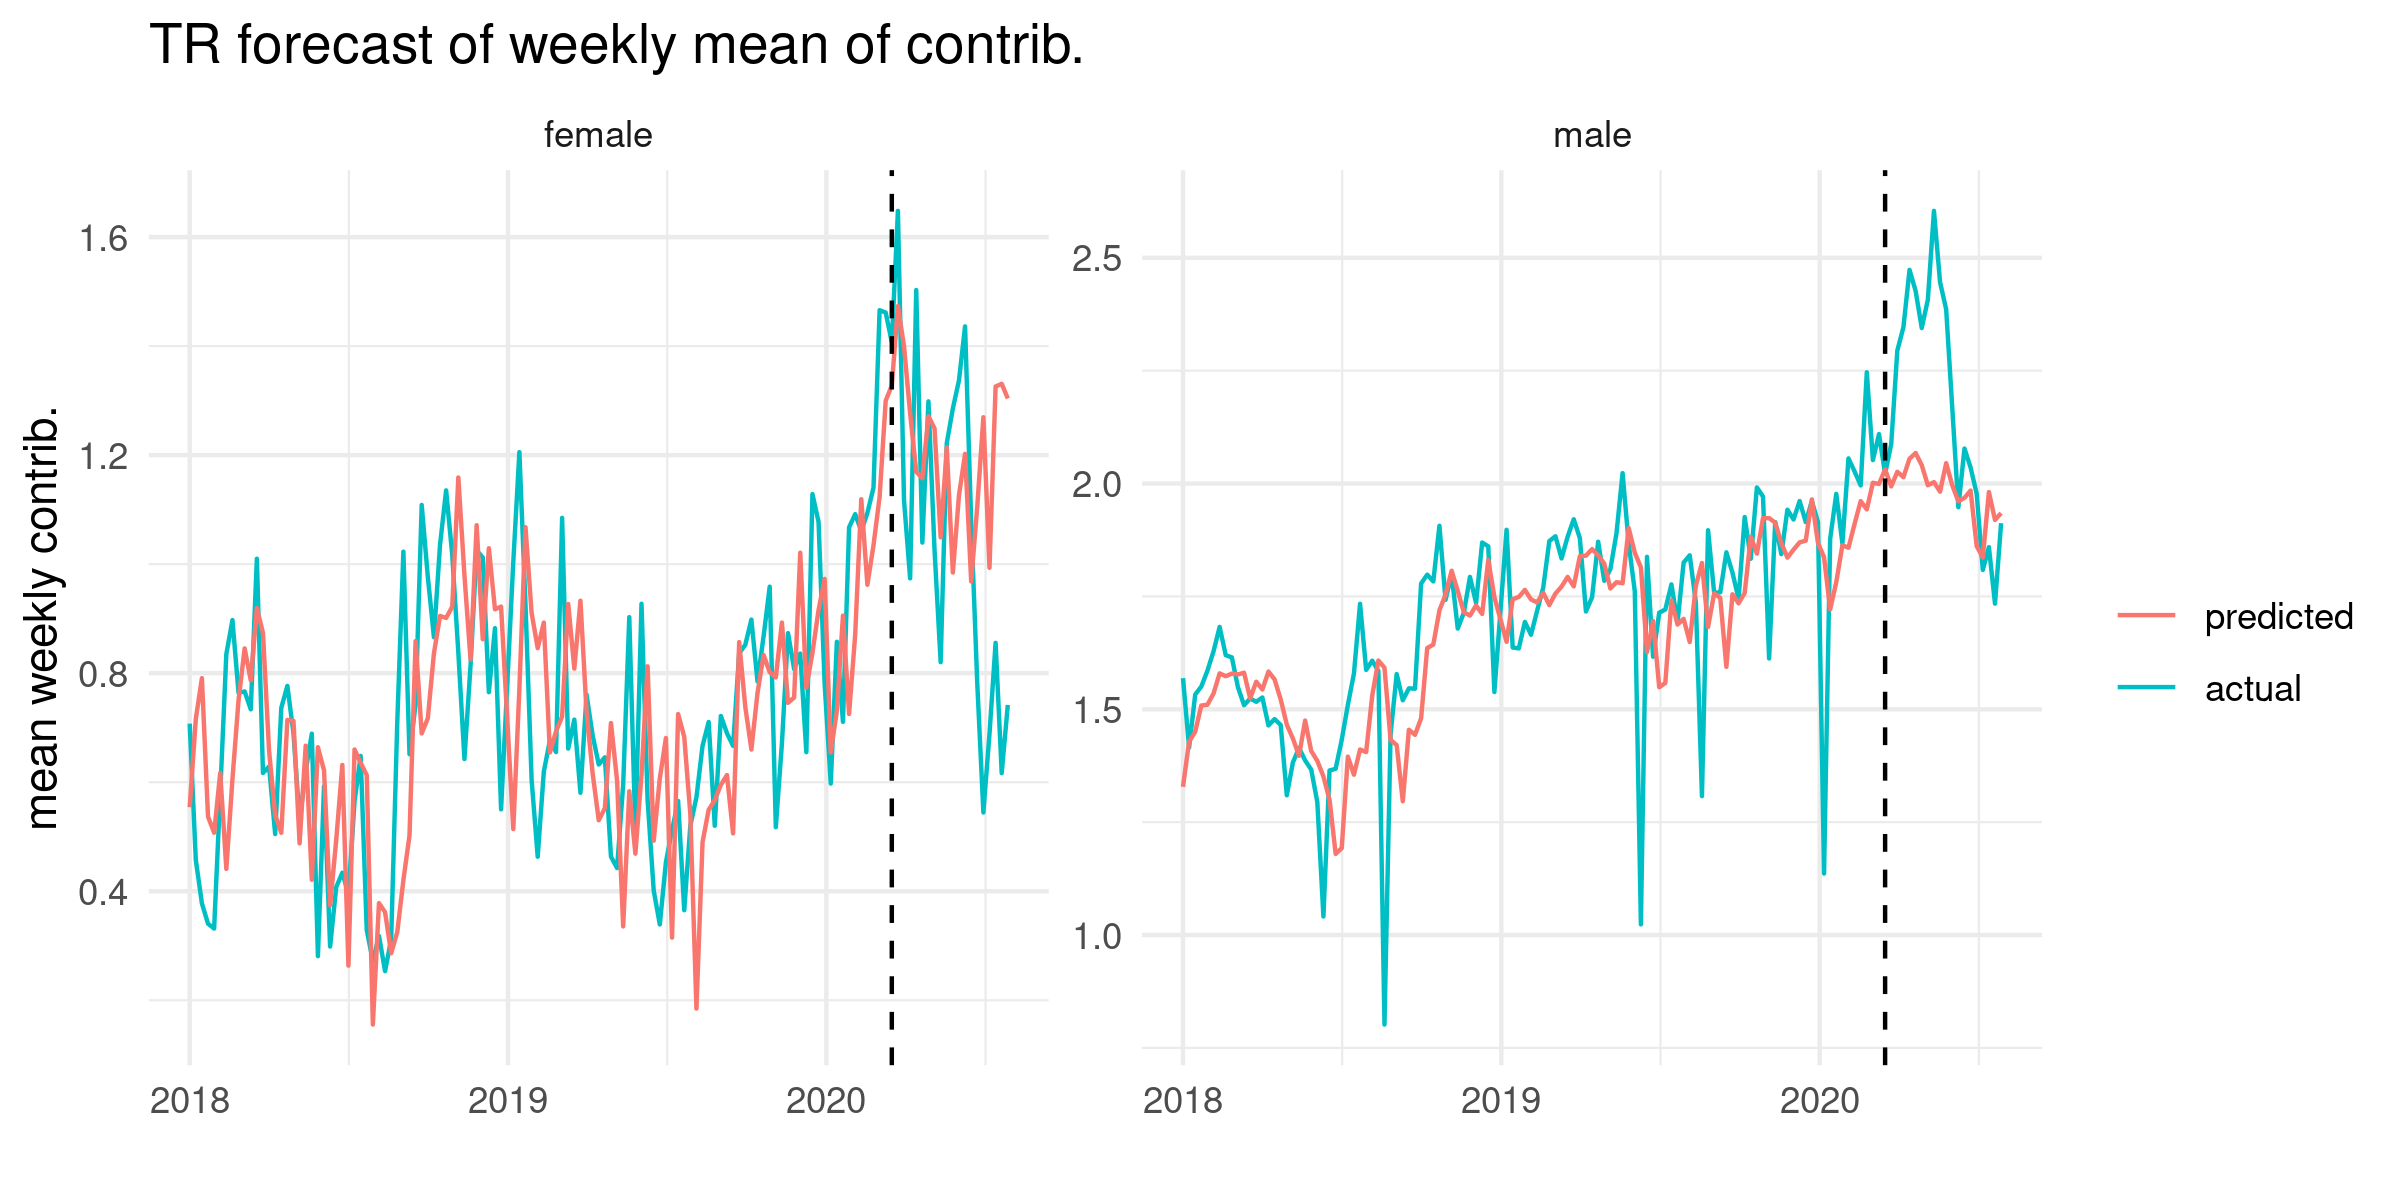 TR forecast of weekly mean of contrib.
female
male
mean weekly contrib.
1.6
1.2
0.8
0.4
2018
2019
2020
2.5
2.0
1.5
1.0
2018
2019
2020
predicted
actual